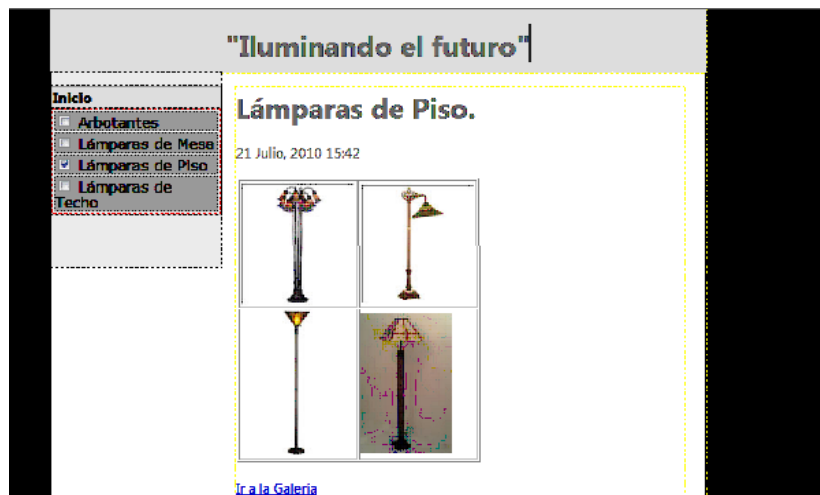 "Iluminando el futuro"
Inicio
Arbotantes
Lámparas de Mesa
Lámparas de Piso
Lámparas de
Techo
Lámparas de Piso.
21 Julio, 2010 15:42
Ir a la Galeria